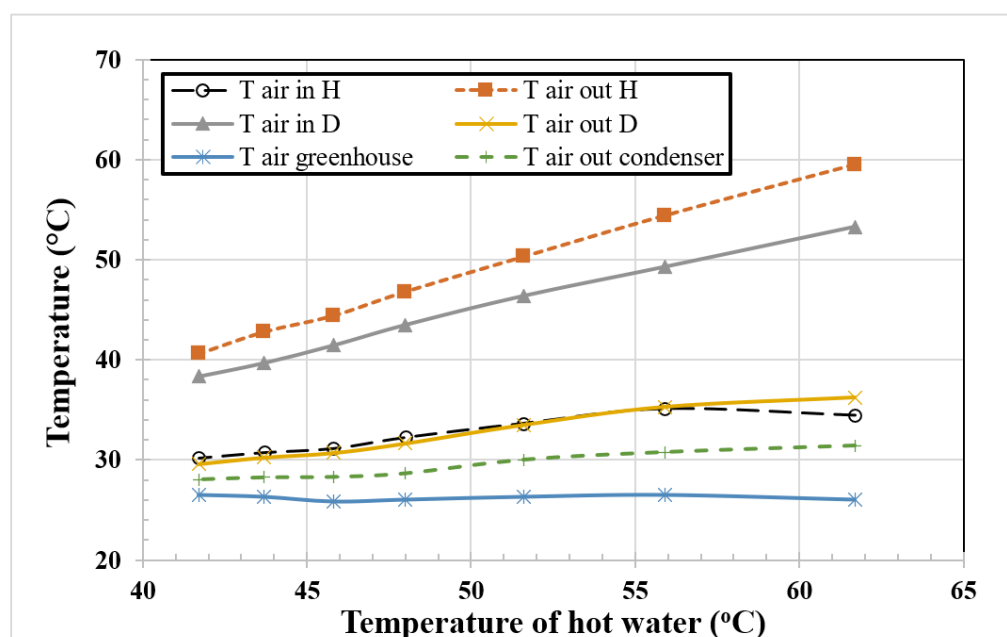 70
60
50
40
30
20
Temperature (°C)
T air in H
T air out H
T air in D
T air out D
T air greenhouse
T air out condenser
40
45
50
55
60
65
Temperature of hot water (°C)